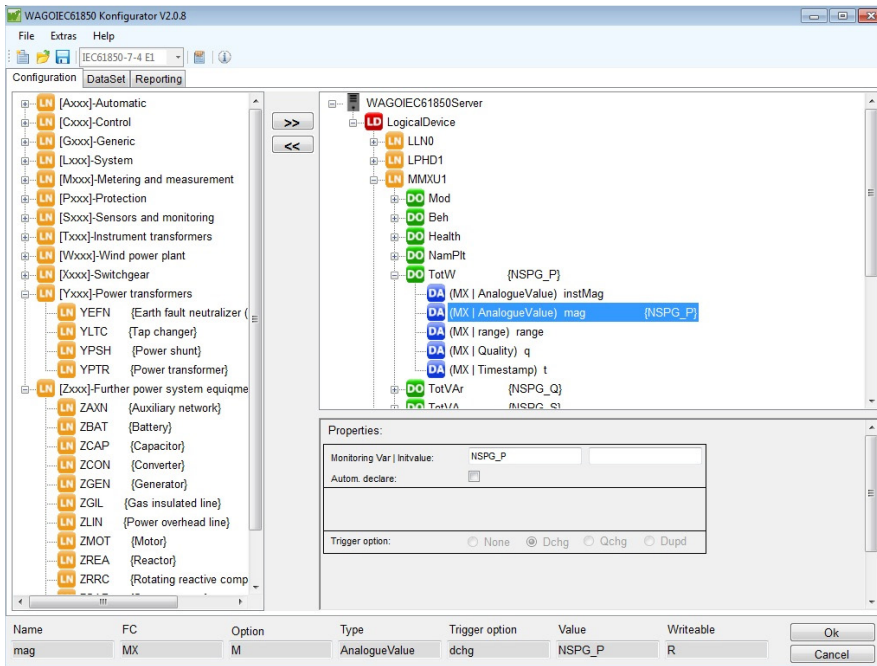 WAGOIEC61850 Konfigurator V2.0.8
File Extras Help
IEC61850-7-4 E1
Configuration DataSet Reporting
LN [Axxx]-Automatic
LN [Cxxx]-Control
LN [Gxxx]-Generic
LN [Lxxx]-System
LN [Mxxx]-Metering and measurement
LN [Pxxx]-Protection
LN [Sxxx]-Sensors and monitoring
LN [Txxx]-Instrument transformers
LN [Wxxx]-Wind power plant
LN [Xxxx]-Switchgear
LN [Yxxx]-Power transformers
LN YEFN {Earth fault neutralizer (
LN YLTC {Tap changer}
LN YPSH {Power shunt}
LN YPTR {Power transformer}
LN [Zxxx]-Further power system equiqme
LN ZAXN {Auxiliary network}
LN ZBAT {Battery}
LN ZCAP {Capacitor}
LN ZCON {Converter}
LN ZGEN {Generator}
LN ZGIL {Gas insulated line}
LN ZLIN {Power overhead line}
LN ZMOT {Motor}
LN ZREA {Reactor}
LN ZRRC {Rotating reactive comp
>>
<<
WAGOIEC61850Server
LD LogicalDevice
LN LLN0
LN LPHD1
LN MMXU1
DO Mod
DO Beh
DO Health
DO NamPlt
DO TotW {NSPG_P}
DA (MX | AnalogueValue) instMag
DA (MX | AnalogueValue) mag {NSPG_P}
DA (MX | range) range
DA (MX | Quality) q
DA (MX | Timestamp) t
DO TotVAr {NSPG_Q}
DO TotVA {NSPG_S}
Properties:
Monitoring Var | Initvalue: NSPG_P
Autom. declare:
Trigger option: None Dchg Qchg Dupd
Name FC Option Type Trigger option Value Writeable
mag MX M AnalogueValue dchg NSPG_P R
Ok
Cancel